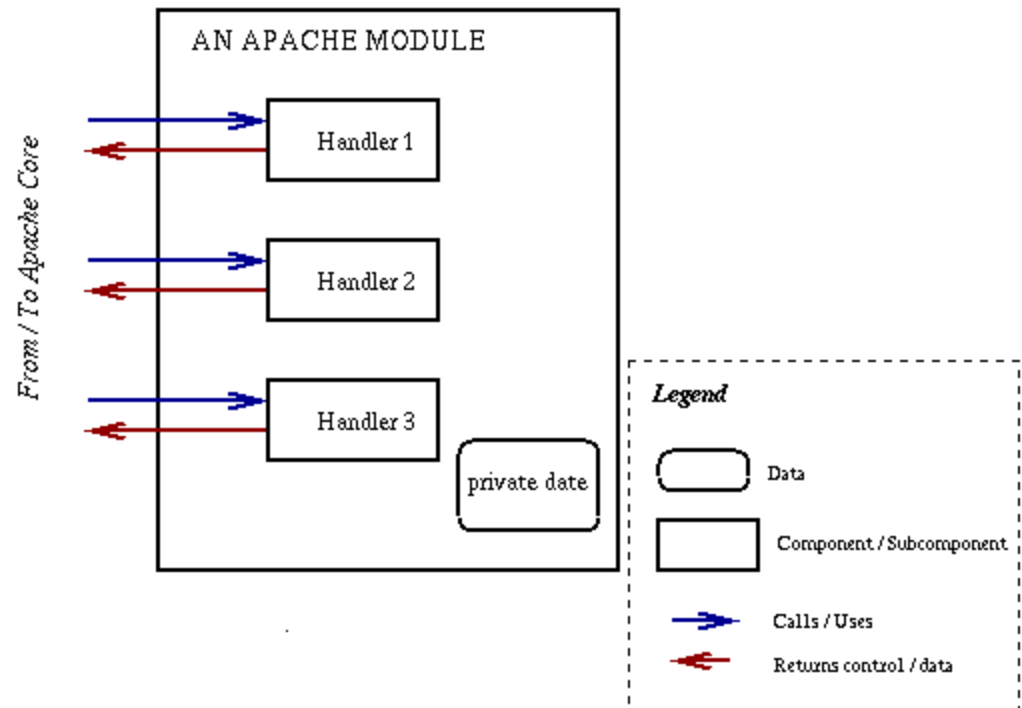 AN APACHE MODULE
From / To Apache Core
Handler 1
Handler 2
Handler 3
private date
Legend
Data
Component / Subcomponent
Calls / Uses
Returns control / data